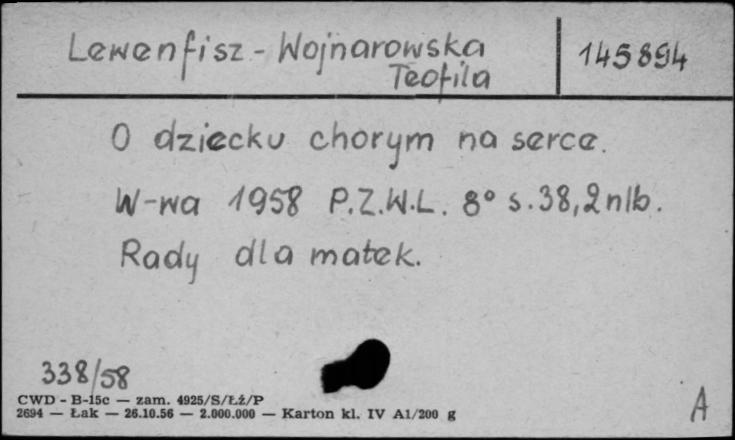 Lewenfisz - Wojnarowska
Teofila
145894
O dziecku chorym na serce.
W-wa 1958 P.Z.W.L. 8° s.38,2nlb.
Rady dla matek.
338/58
CWD - B-15c — zam. 4925/S/Łź/P
2694 — Łak — 26.10.56 — 2.000.000 — Karton kl. IV A1/200 g
A